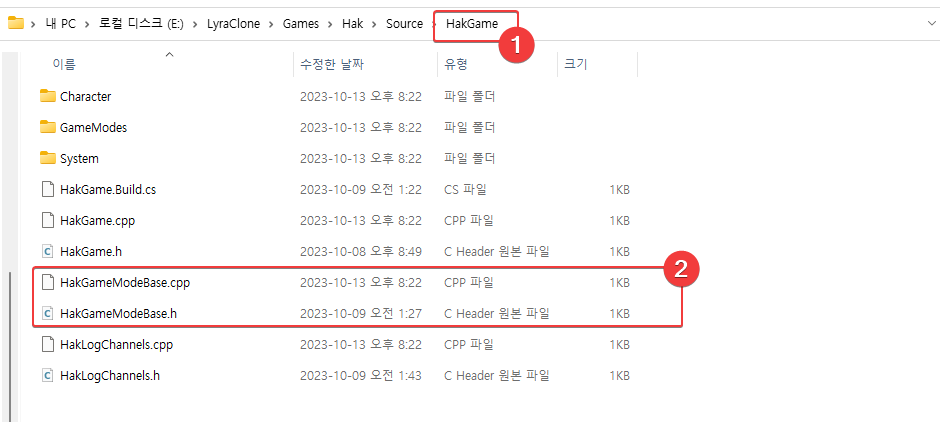 내 PC > 로컬 디스크 (E:) > LyraClone > Games > Hak > Source > HakGame
1
이름 수정한 날짜 유형 크기
Character 2023-10-13 오후 8:22 파일 폴더
GameModes 2023-10-13 오후 8:22 파일 폴더
System 2023-10-13 오후 8:22 파일 폴더
HakGame.Build.cs 2023-10-09 오전 1:22 CS 파일 1KB
HakGame.cpp 2023-10-13 오후 8:22 CPP 파일 1KB
HakGame.h 2023-10-08 오후 8:49 C Header 원본 파일 1KB
2
HakGameModeBase.cpp 2023-10-13 오후 8:22 CPP 파일 1KB
HakGameModeBase.h 2023-10-09 오전 1:27 C Header 원본 파일 1KB
HakLogChannels.cpp 2023-10-13 오후 8:22 CPP 파일 1KB
HakLogChannels.h 2023-10-09 오전 1:43 C Header 원본 파일 1KB